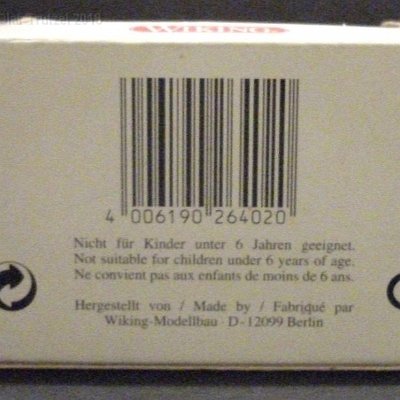 WIKING
4 006190 264020
Nicht für Kinder unter 6 Jahren geeignet.
Not suitable for children under 6 years of age.
Ne convient pas aux enfants de moins de 6 ans.
Hergestellt von / Made by / Fabriqué par
Wiking-Modellbau · D-12099 Berlin